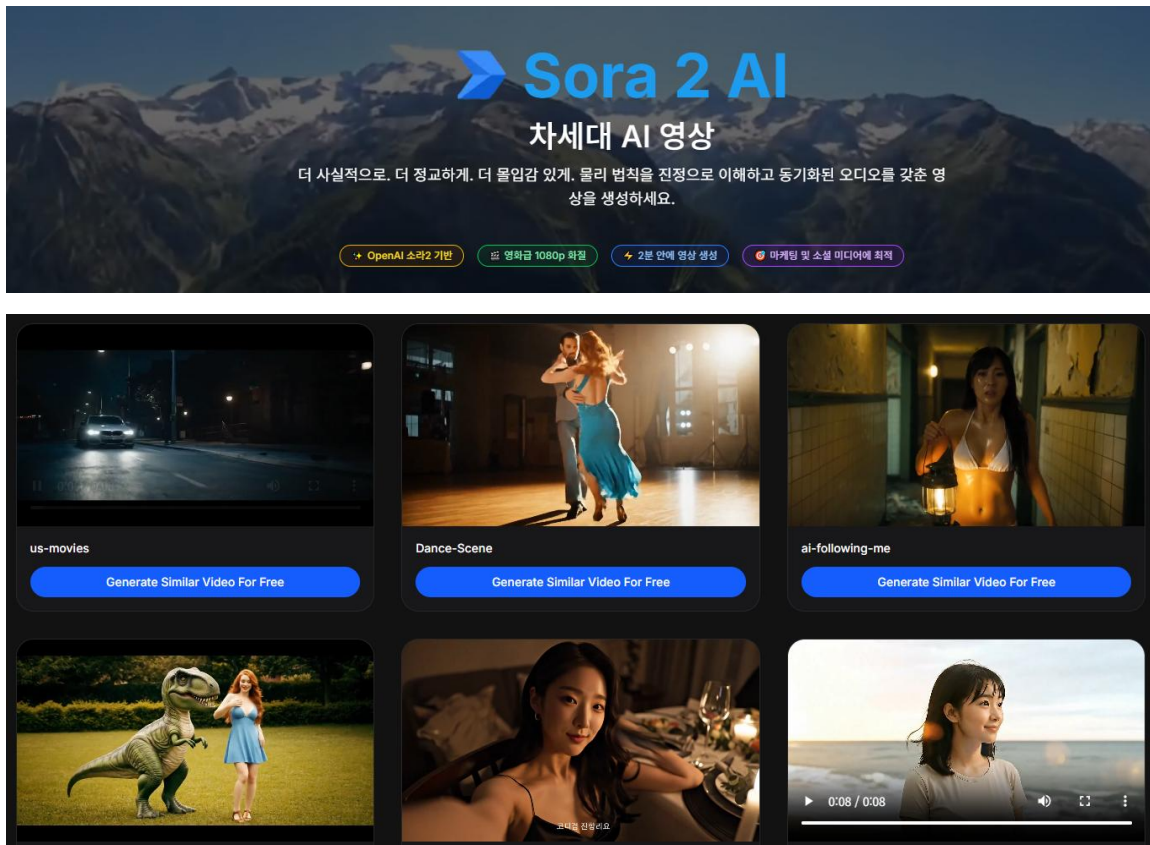 Sora 2 AI
차세대 AI 영상
더 사실적으로. 더 정교하게. 더 몰입감 있게. 물리 법칙을 진정으로 이해하고 동기화된 오디오를 갖춘 영
상을 생성하세요.
OpenAI 소라2 기반
영화급 1080p 화질
2분 안에 영상 생성
마케팅 및 소셜 미디어에 최적
us-movies
Dance-Scene
ai-following-me
Generate Similar Video For Free
Generate Similar Video For Free
Generate Similar Video For Free
0:08 / 0:08